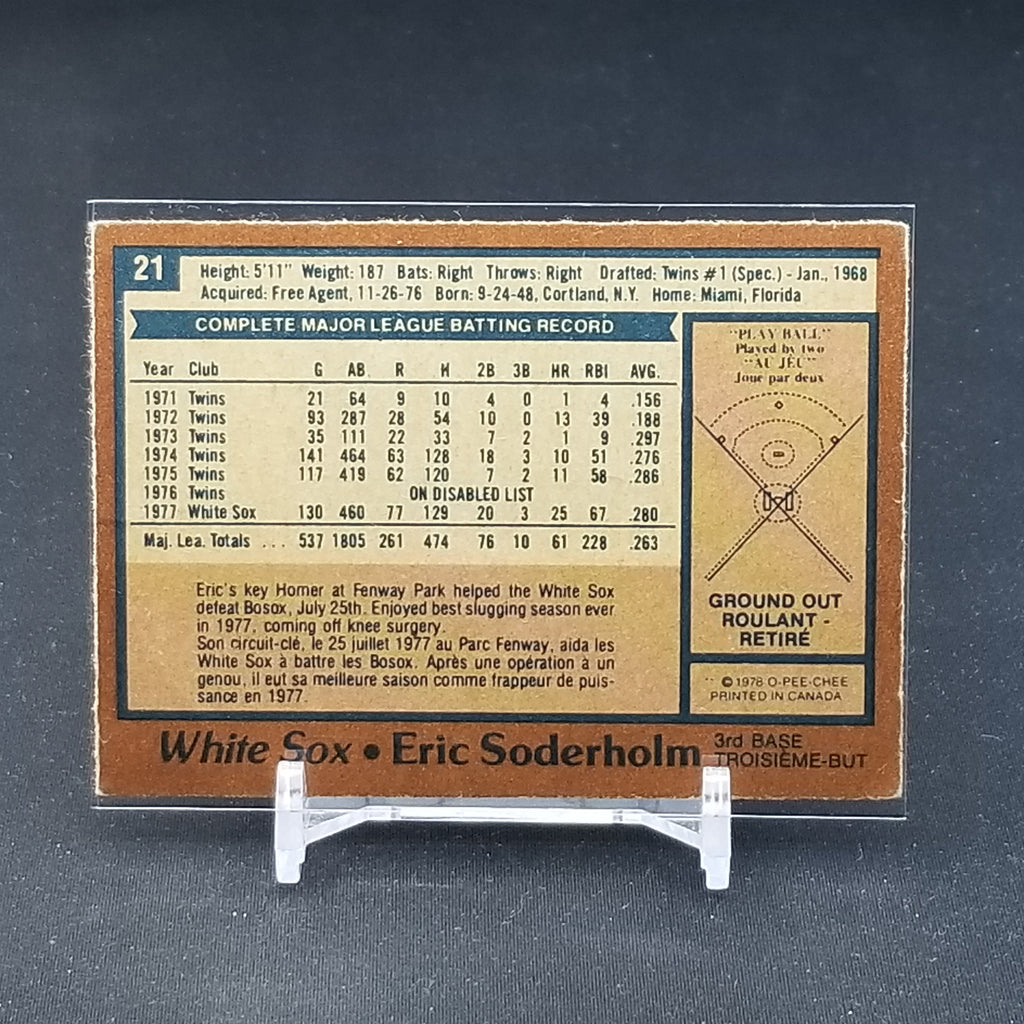 21
Height: 5'11" Weight: 187 Bats: Right Throws: Right Drafted: Twins #1 (Spec.) - Jan., 1968
Acquired: Free Agent, 11-26-76 Born: 9-24-48, Cortland, N.Y. Home: Miami, Florida
COMPLETE MAJOR LEAGUE BATTING RECORD
Year Club G AB R H 2B 3B HR RBI AVG.
1971 Twins 21 64 9 10 4 0 1 4 .156
1972 Twins 93 287 28 54 10 0 13 39 .188
1973 Twins 35 111 22 33 7 2 1 9 .297
1974 Twins 141 464 63 128 18 3 10 51 .276
1975 Twins 117 419 62 120 7 2 11 58 .286
1976 Twins ON DISABLED LIST
1977 White Sox 130 460 77 129 20 3 25 67 .280
Maj. Lea. Totals ... 537 1805 261 474 76 10 61 228 .263
Eric's key Homer at Fenway Park helped the White Sox
defeat Bosox, July 25th. Enjoyed best slugging season ever
in 1977, coming off knee surgery.
Son circuit-clé, le 25 juillet 1977 au Parc Fenway, aida les
White Sox à battre les Bosox. Après une opération à un
genou, il eut sa meilleure saison comme frappeur de puis-
sance en 1977.
"PLAY BALL"
Played by two
"AU JEU"
Joue par deux
GROUND OUT
ROULANT -
RETIRÉ
© 1978 O-PEE-CHEE
PRINTED IN CANADA
White Sox • Eric Soderholm
3rd BASE
TROISIÈME-BUT